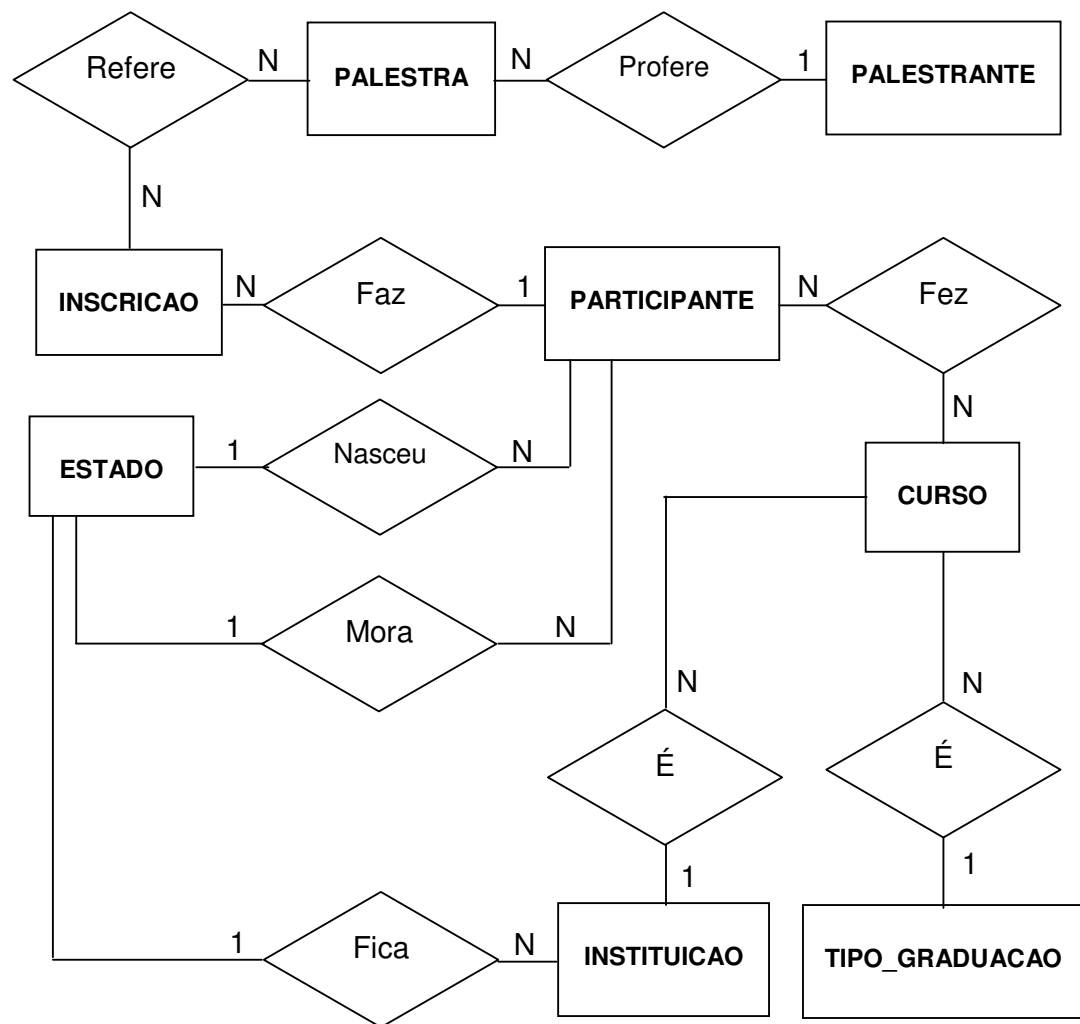 Refere
N
PALESTRA
N
Profere
1
PALESTRANTE
N
INSCRICAO
N
Faz
1
PARTICIPANTE
N
Fez
N
ESTADO
1
Nasceu
N
CURSO
1
Mora
N
N
N
É
É
1
1
1
Fica
N
INSTITUICAO
TIPO_GRADUACAO